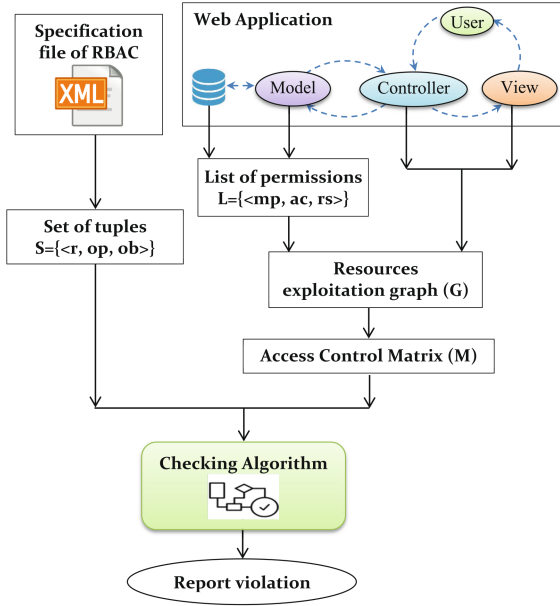 Specification
file of RBAC
XML
Web Application
User
Model
Controller
View
List of permissions
L={<mp, ac, rs>}
Set of tuples
S={<r, op, ob>}
Resources
exploitation graph (G)
Access Control Matrix (M)
Checking Algorithm
Report violation